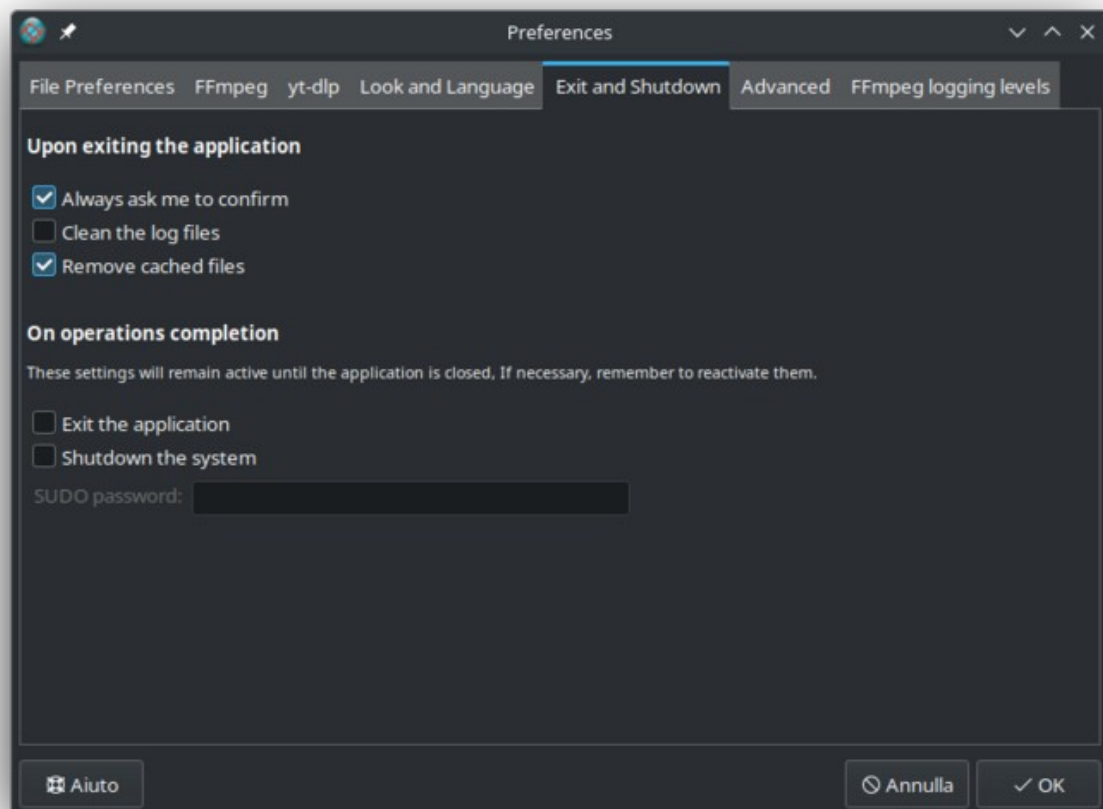 Preferences
File Preferences FFmpeg yt-dlp Look and Language Exit and Shutdown Advanced FFmpeg logging levels
Upon exiting the application
Always ask me to confirm
Clean the log files
Remove cached files
On operations completion
These settings will remain active until the application is closed, If necessary, remember to reactivate them.
Exit the application
Shutdown the system
SUDO password:
Aiuto Annulla OK